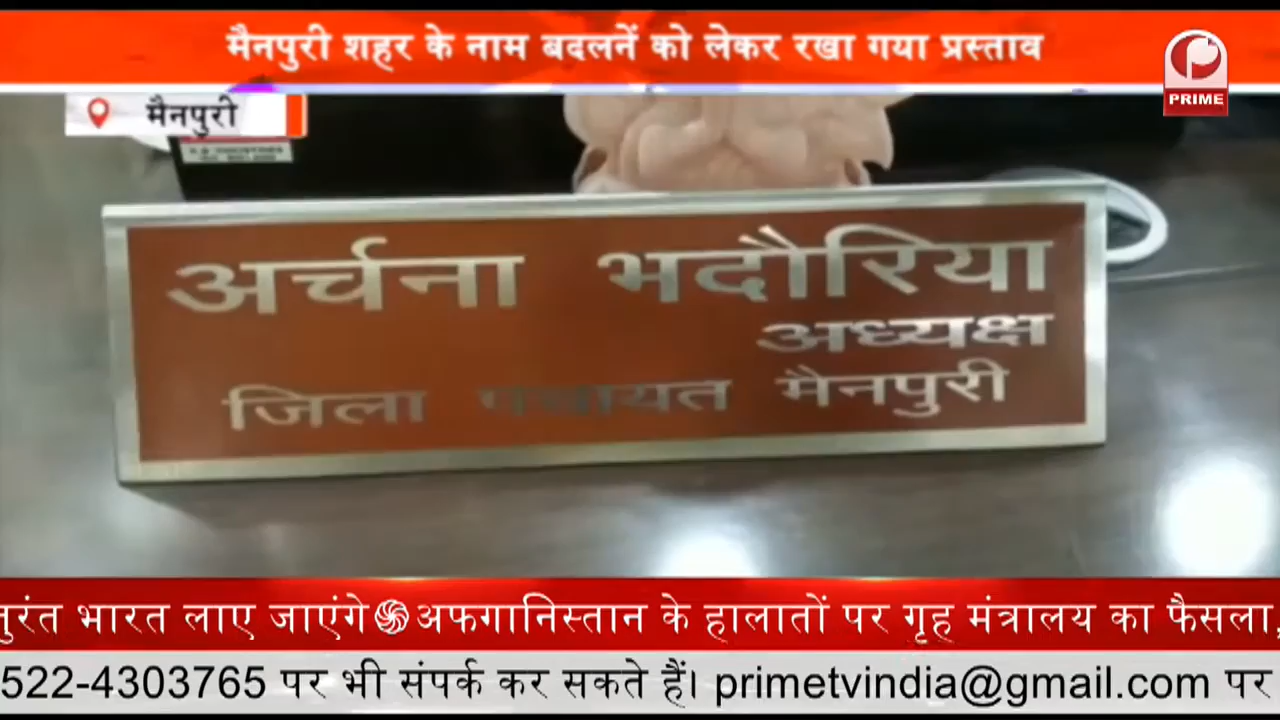 मैनपुरी शहर के नाम बदलनें को लेकर रखा गया प्रस्ताव
PRIME
मैनपुरी
अर्चना भदौरिया
अध्यक्ष
जिला पंचायत मैनपुरी
तुरंत भारत लाए जाएंगे अफगानिस्तान के हालातों पर गृह मंत्रालय का फैसला,
522-4303765 पर भी संपर्क कर सकते हैं। primetvindia@gmail.com पर